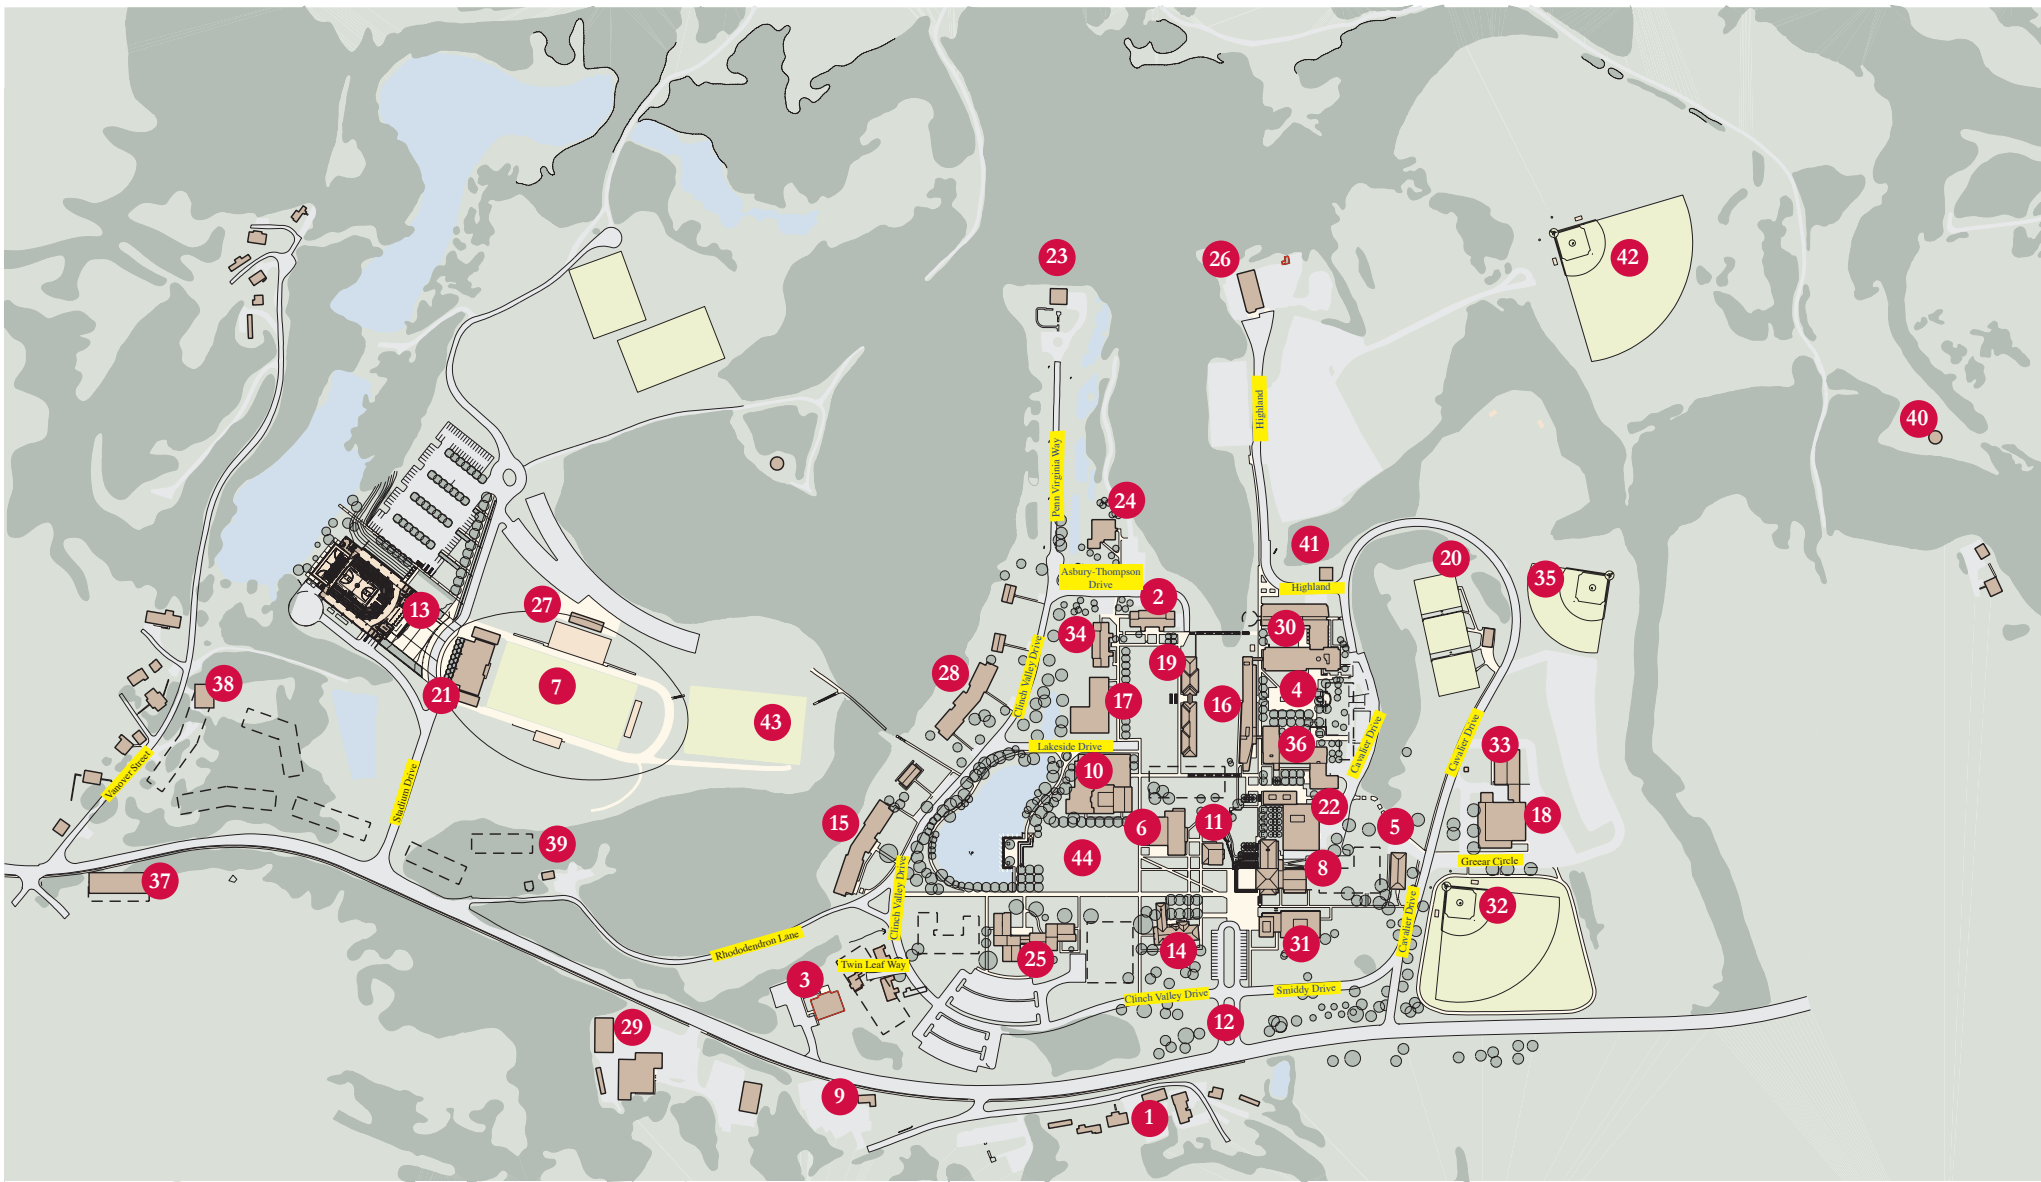 23
26
42
Highland
40
Penn Virginia Way
24
41
20
35
Asbury-Thompson
Drive
Highland
2
13
27
34
30
19
28
Clinch Valley Drive
38
21
7
4
43
17
16
Cavalier Drive
Cavalier Drive
36
33
Lakeside Drive
Vanover Street
Stadium Drive
10
22
15
6
11
5
18
39
44
8
Greear Circle
37
Clinch Valley Drive
32
Cavalier Drive
Rhododendron Lane
25
14
31
Twin Leaf Way
3
Clinch Valley Drive
Smiddy Drive
29
12
9
1